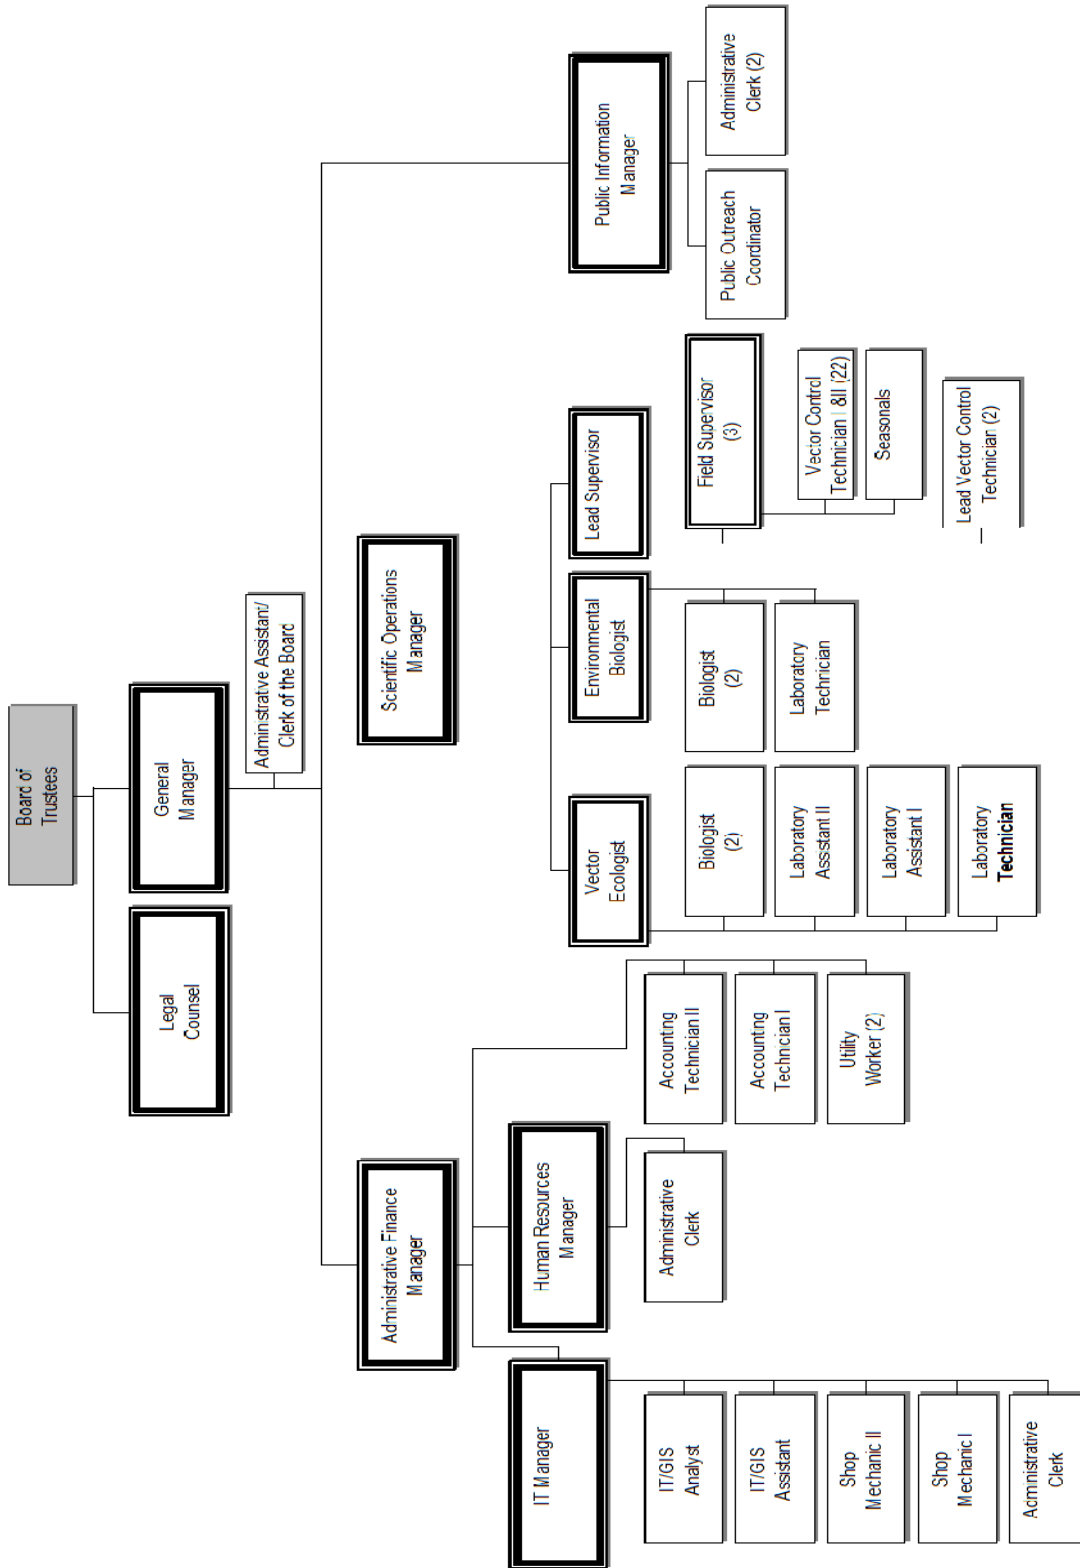 Board of
Trustees
Legal
Counsel
General
Manager
Administrative Assistant/
Clerk of the Board
Administrative Finance
Manager
Scientific Operations
Manager
Public Information
Manager
IT Manager
IT/GIS
Analyst
IT/GIS
Assistant
Shop
Mechanic II
Shop
Mechanic I
Administrative
Clerk
Human Resources
Manager
Administrative
Clerk
Accounting
Technician II
Accounting
Technician I
Utility
Worker (2)
Vector
Ecologist
Biologist
(2)
Laboratory
Assistant II
Laboratory
Assistant I
Laboratory
Technician
Environmental
Biologist
Biologist
(2)
Laboratory
Technician
Lead Supervisor
Field Supervisor
(3)
Vector Control
Technician I &II (22)
Seasonals
Lead Vector Control
Technician (2)
Public Outreach
Coordinator
Administrative
Clerk (2)